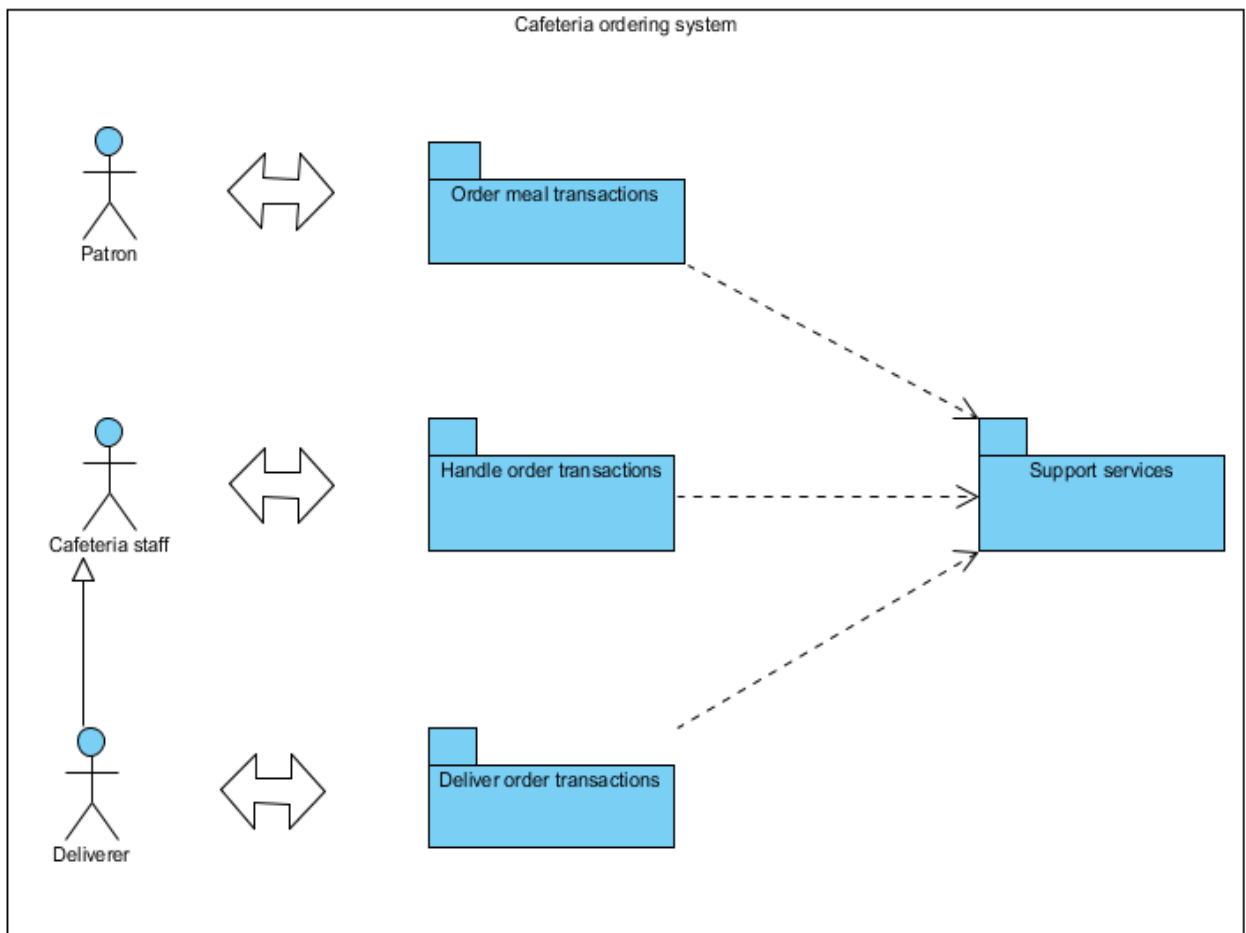 Cafeteria ordering system
Order meal transactions
Patron
Handle order transactions
Support services
Cafeteria staff
Deliver order transactions
Deliverer